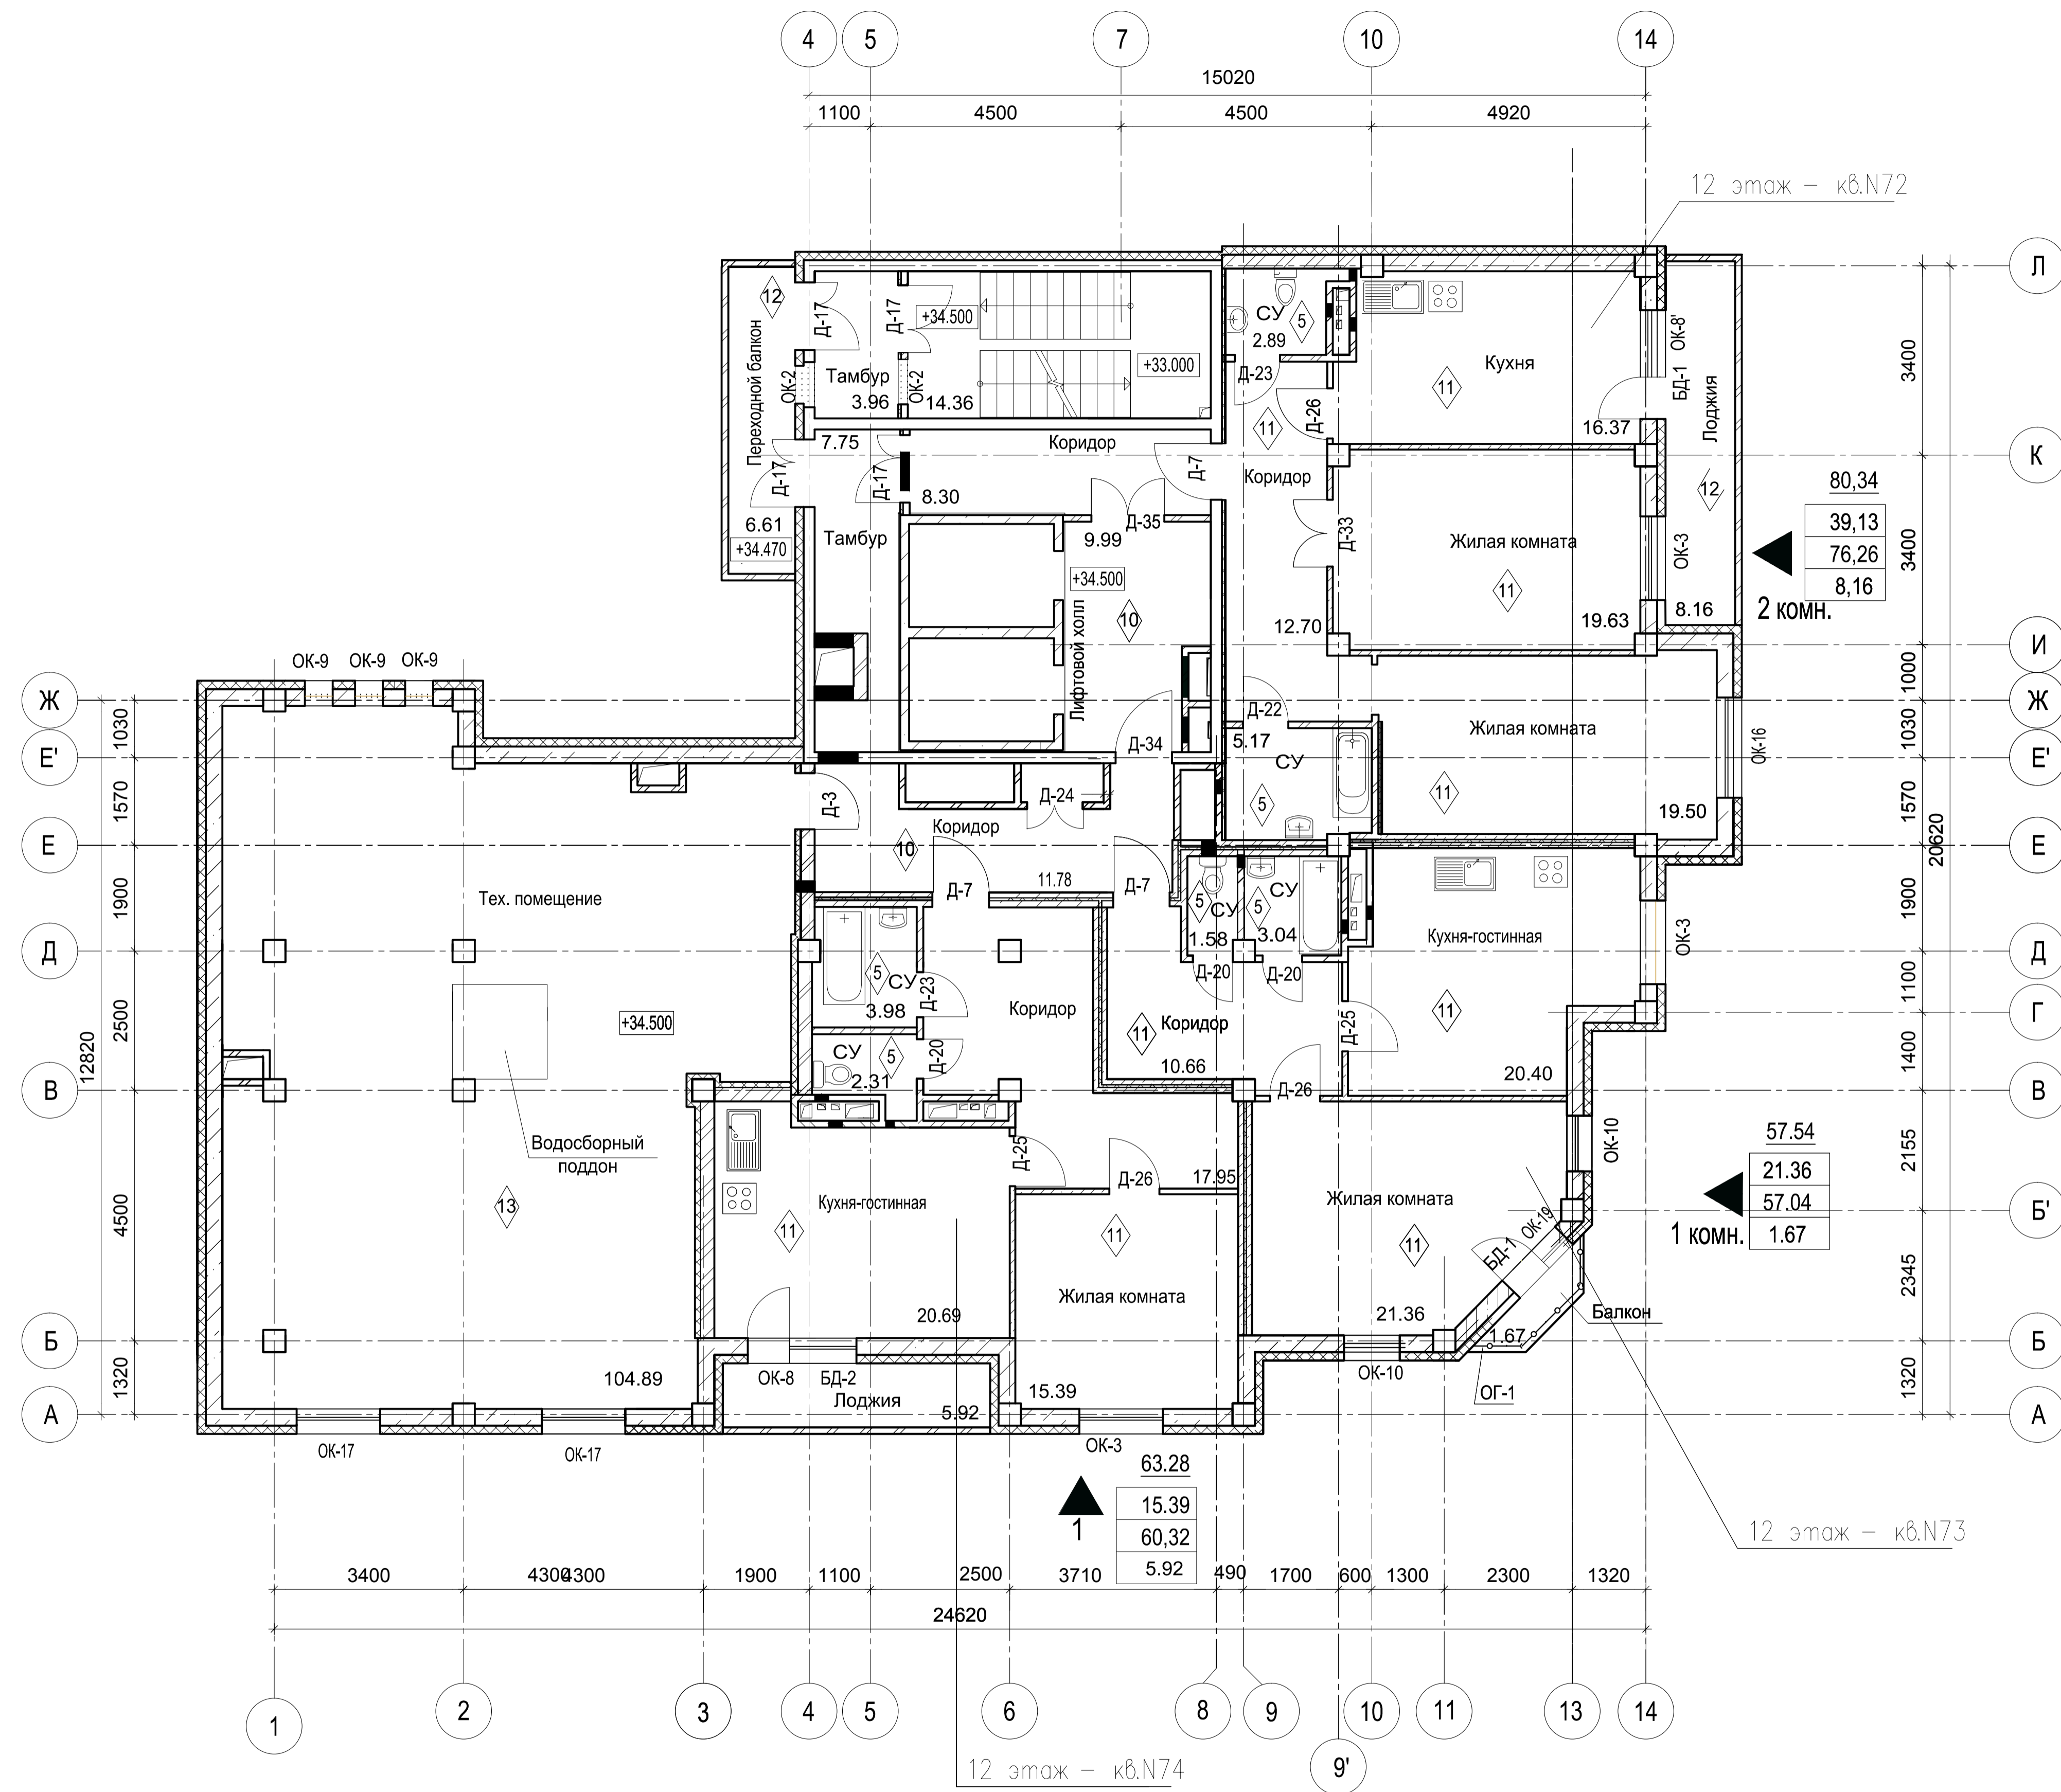 4
5
7
10
14
15020
1100
4500
4500
4920
12 этаж – кв.N72
Л
12
Переходной балкон
Д-17
Д-17
+34.500
+33.000
ОК-2
Тамбур
3.96
ОК-2
14.36
СУ
5
2.89
Д-23
Д-26
Кухня
11
16.37
ОК-8'
БД-1
Лоджия
3400
7.75
Коридор
11
Д-17
Д-17
Д-7
8.30
Коридор
К
6.61
+34.470
Тамбур
Д-35
9.99
+34.500
Лифтовой холл
10
Д-33
12.70
Жилая комната
11
19.63
ОК-3
12
8.16
80,34
39,13
76,26
8,16
2 комн.
3400
И
1000
ОК-9
ОК-9
ОК-9
Ж
Ж
1030
1030
Е'
Е'
Д-34
Д-22
5.17
СУ
5
Жилая комната
11
19.50
ОК-16
1570
1570
20620
Д-3
Д-24
Коридор
10
11.78
Е
Е
Д-7
Д-7
Тех. помещение
1900
1900
5
СУ
1.58
5
СУ
3.04
Кухня-гостинная
11
20.40
ОК-3
Д
Д
Д-20
Д-20
Д-25
5
СУ
3.98
Д-23
Коридор
11
Коридор
10.66
+34.500
2500
12820
1100
Г
1400
СУ
5
2.31
Д-20
Д-26
В
В
Водосборный
поддон
13
4500
Д-25
Д-26
17.95
Кухня-гостинная
11
20.69
11
Жилая комната
15.39
Жилая комната
11
21.36
ОК-10
ОК-19
БД-1
Балкон
1.67
ОГ-1
57.54
21.36
57.04
1.67
1 комн.
2155
Б'
2345
Б
Б
1320
1320
104.89
ОК-8
БД-2
Лоджия
5.92
ОК-10
А
А
ОК-17
ОК-17
ОК-3
63.28
15.39
60,32
5.92
1
12 этаж – кв.N73
3400
4300
4300
1900
1100
2500
3710
490
1700
600
1300
2300
1320
24620
1
2
3
4
5
6
8
9
10
11
13
14
9'
12 этаж – кв.N74